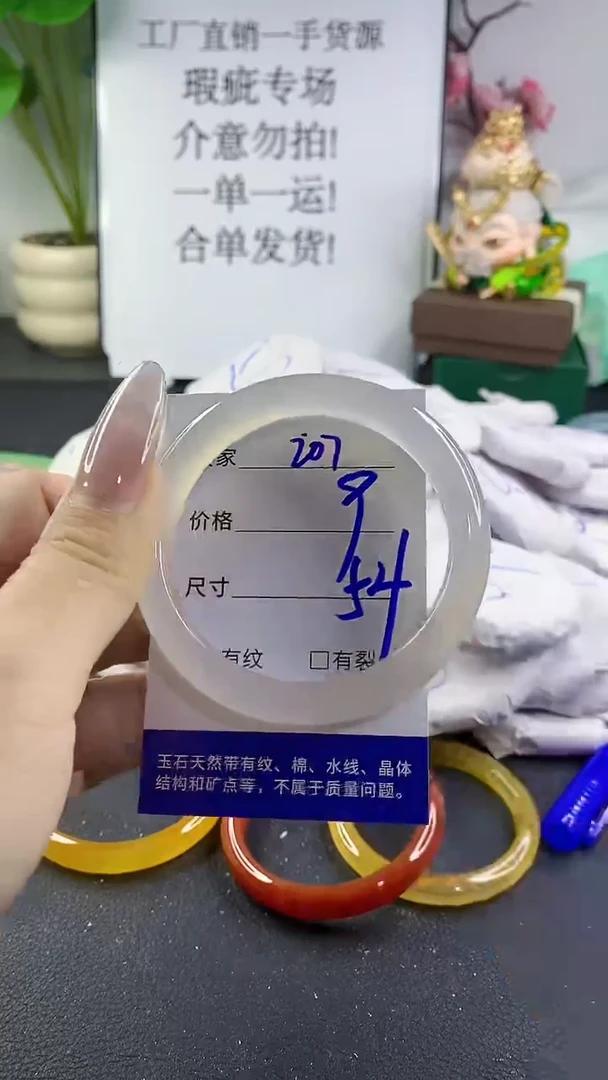 工厂直销一手货源
瑕疵专场
介意勿拍!
一单一运!
合单发货!
家 207
价格 9
尺寸 54
有纹 □有裂
玉石天然带有纹、棉、水线、晶体
结构和矿点等，不属于质量问题。